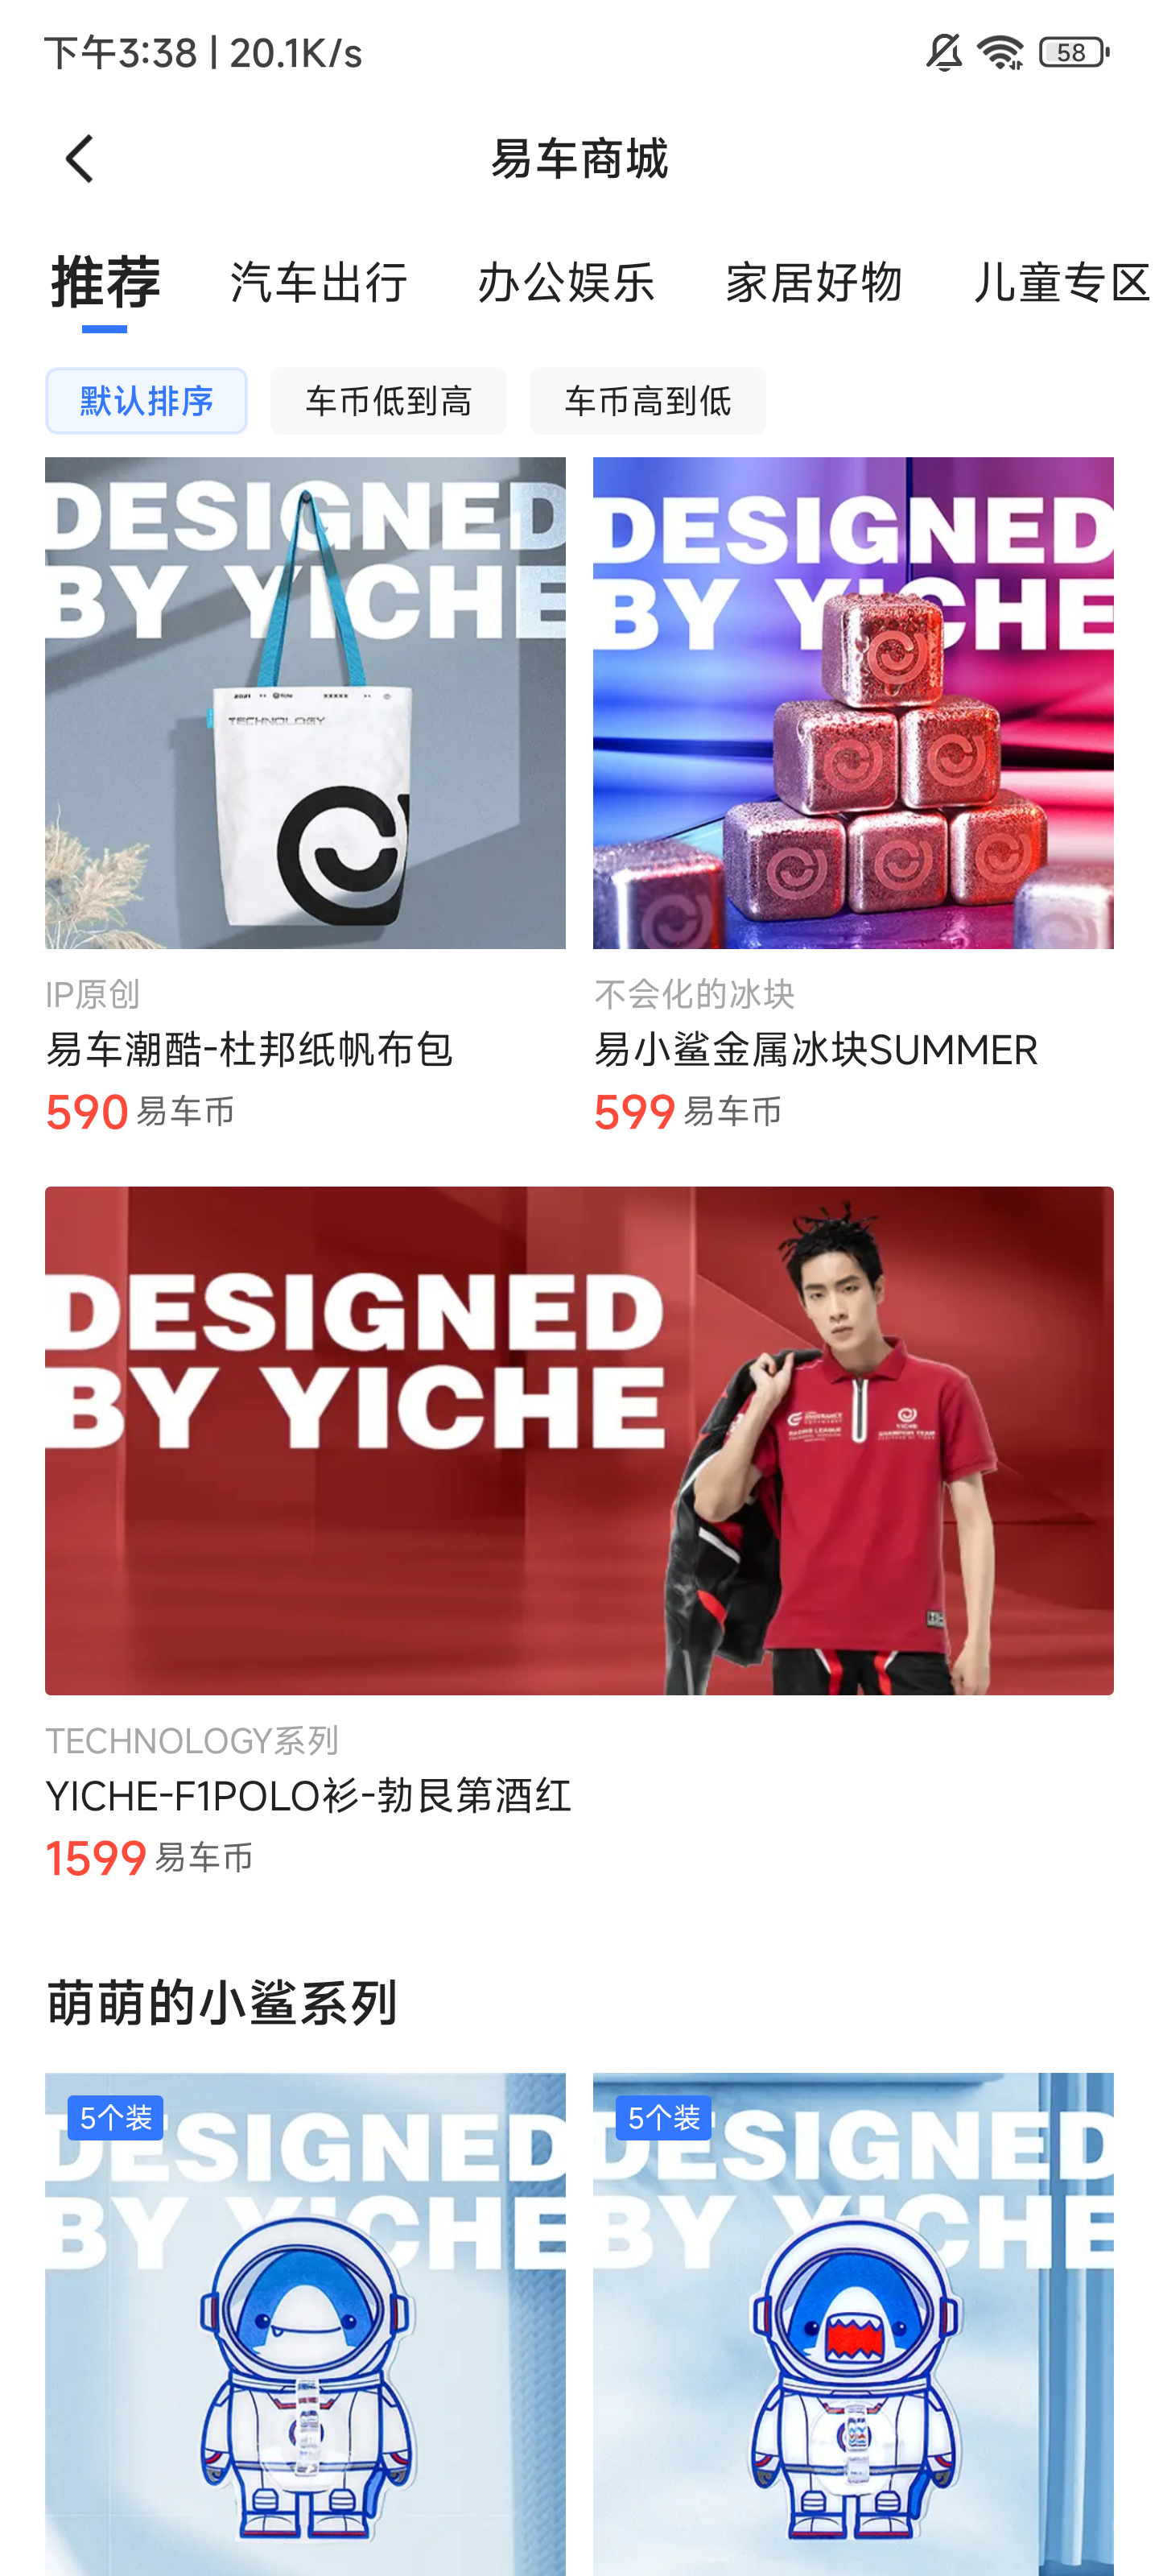 下午3:38 | 20.1K/s
58
易车商城
推荐 汽车出行 办公娱乐 家居好物 儿童专区
默认排序 车币低到高 车币高到低
DESIGNED
BY YICHE
TECHNOLOGY
DESIGNED
BY YICHE
IP原创
易车潮酷-杜邦纸帆布包
590 易车币
不会化的冰块
易小鲨金属冰块SUMMER
599 易车币
DESIGNED
BY YICHE
TECHNOLOGY系列
YICHE-F1POLO衫-勃艮第酒红
1599 易车币
萌萌的小鲨系列
5个装
DESIGNED
BY YICHE
5个装
DESIGNED
BY YICHE